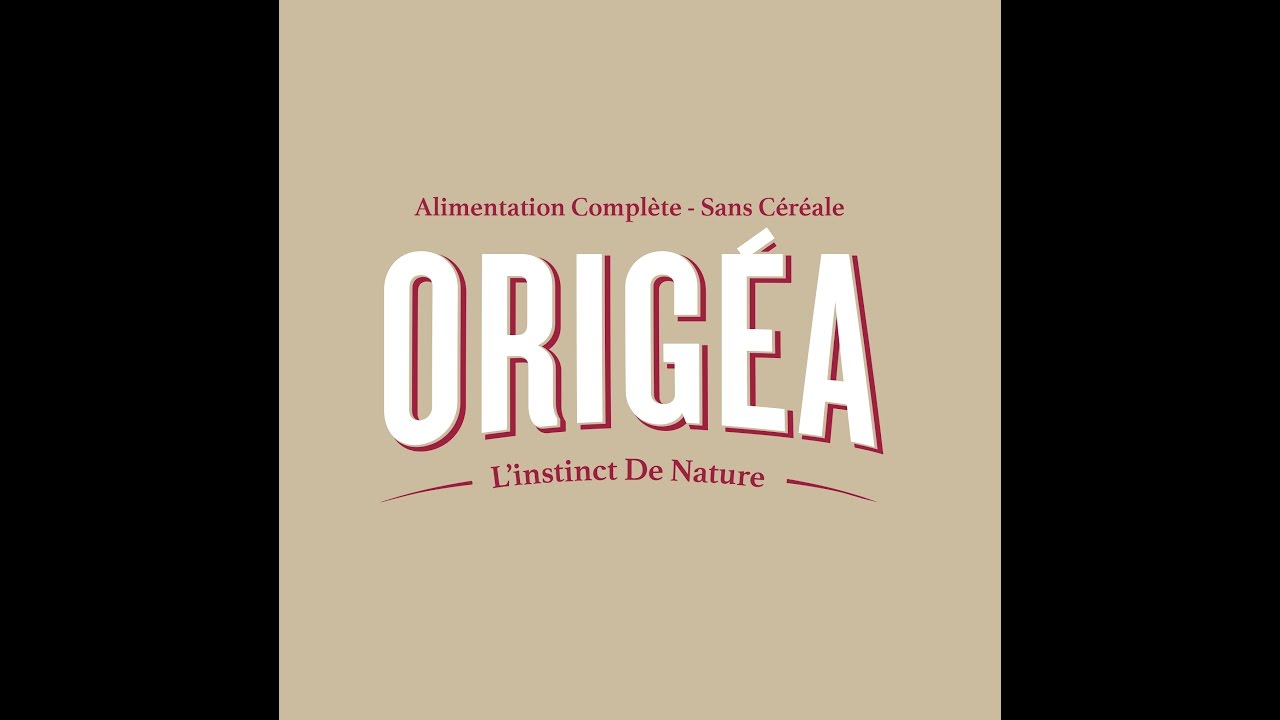 Alimentation Complète - Sans Céréale
ORIGÉA
L'instinct De Nature